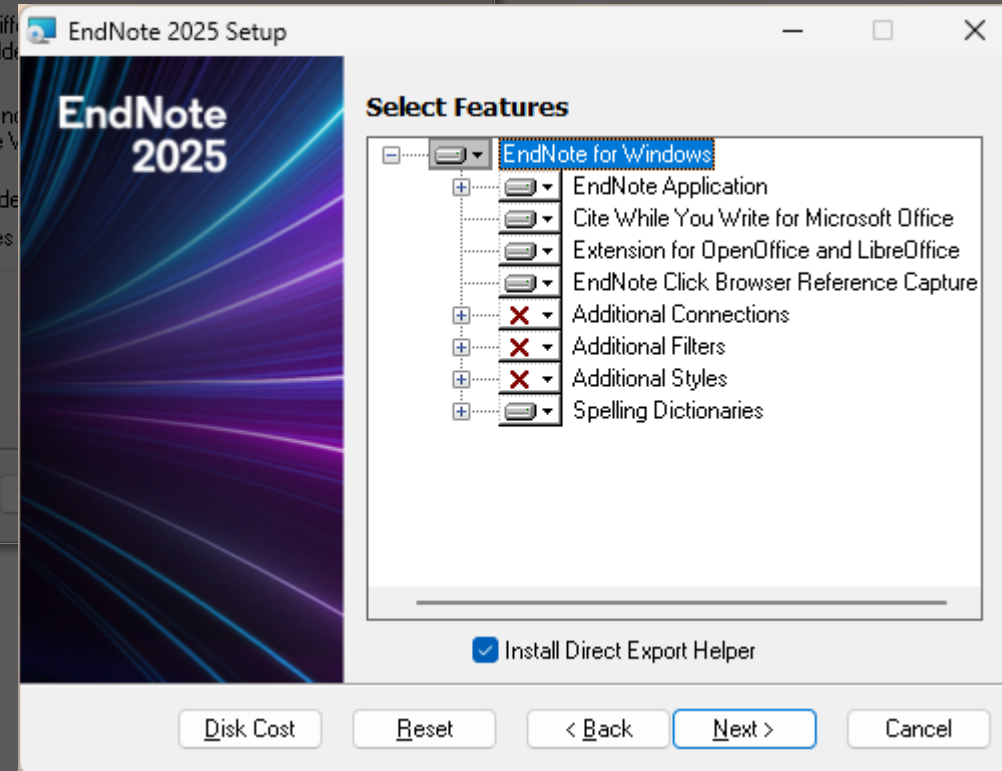 EndNote 2025 Setup
EndNote
2025
Select Features
EndNote for Windows
EndNote Application
Cite While You Write for Microsoft Office
Extension for OpenOffice and LibreOffice
EndNote Click Browser Reference Capture
Additional Connections
Additional Filters
Additional Styles
Spelling Dictionaries
Install Direct Export Helper
Disk Cost
Reset
< Back
Next >
Cancel